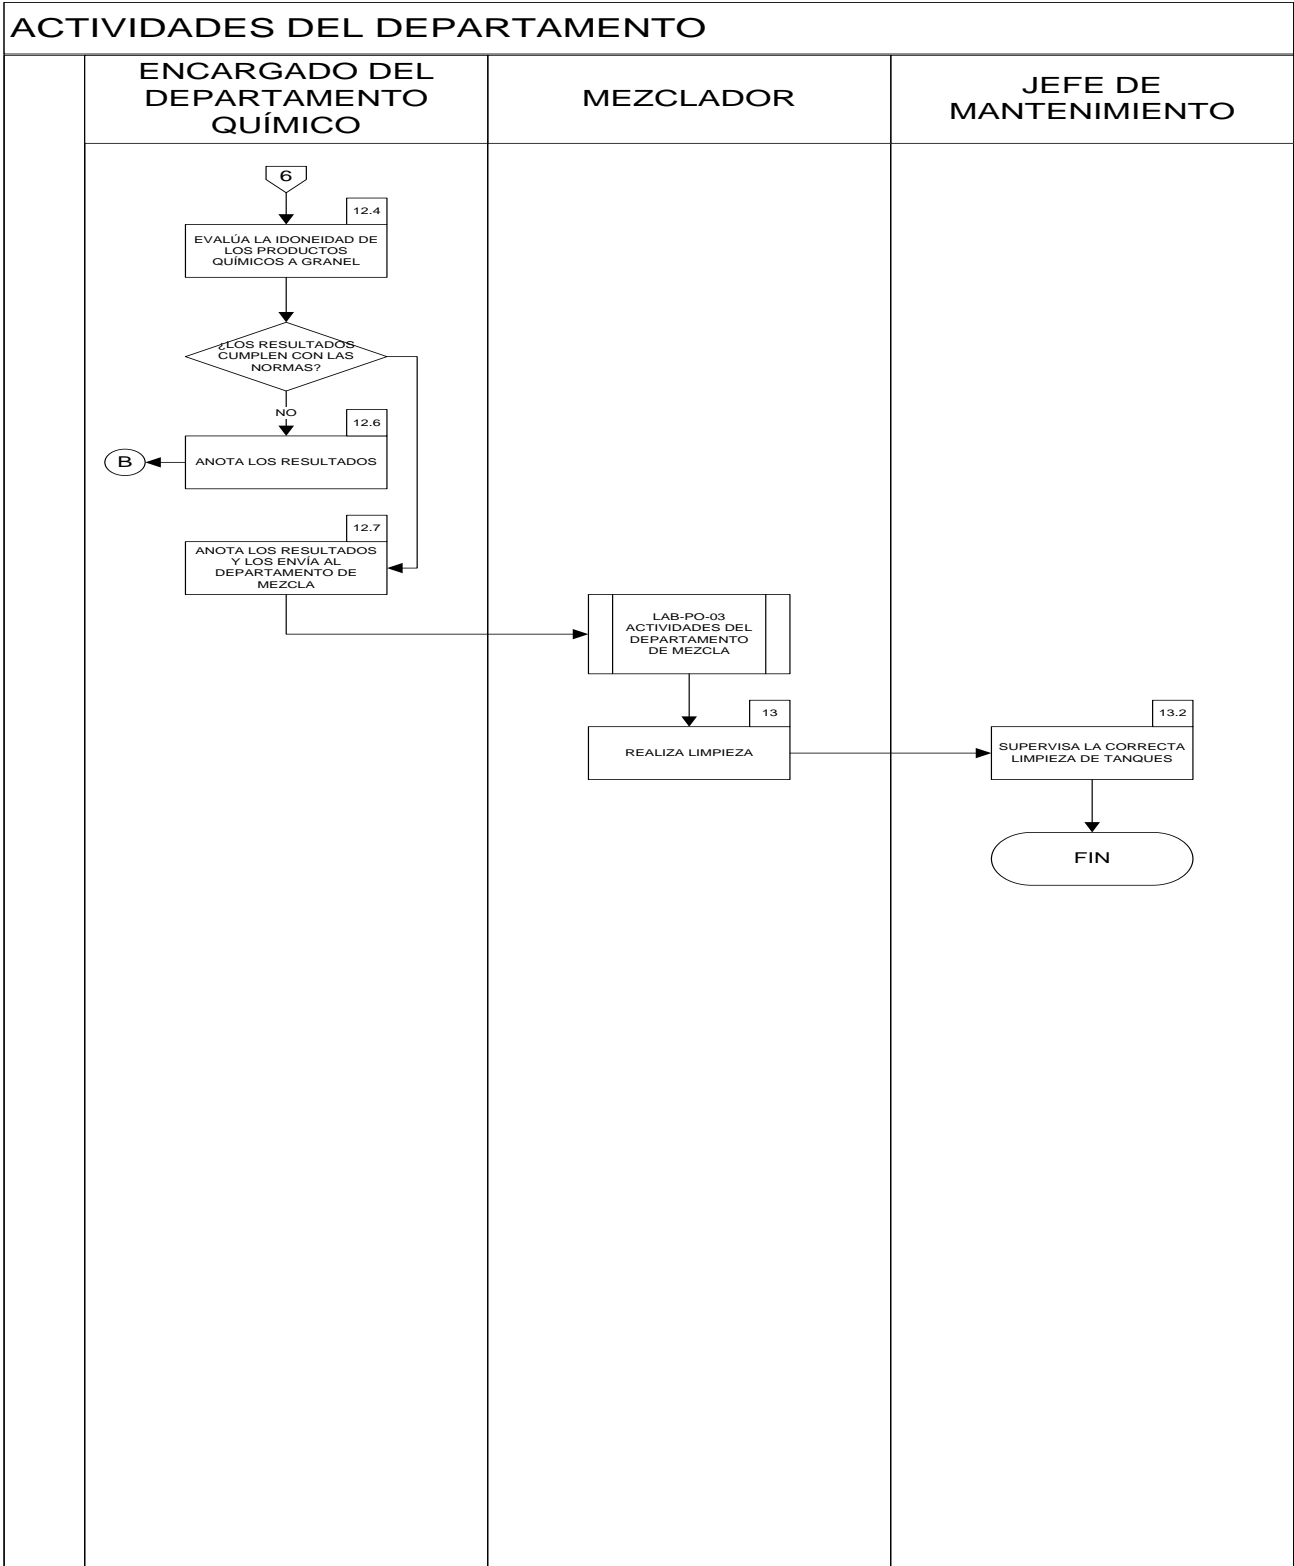 ACTIVIDADES DEL DEPARTAMENTO
ENCARGADO DEL
DEPARTAMENTO
QUÍMICO
MEZCLADOR
JEFE DE
MANTENIMIENTO
6
12.4
EVALÚA LA IDONEIDAD DE
LOS PRODUCTOS
QUÍMICOS A GRANEL
¿LOS RESULTADOS
CUMPLEN CON LAS
NORMAS?
NO
12.6
B
ANOTA LOS RESULTADOS
12.7
ANOTA LOS RESULTADOS
Y LOS ENVÍA AL
DEPARTAMENTO DE
MEZCLA
LAB-PO-03
ACTIVIDADES DEL
DEPARTAMENTO
DE MEZCLA
13
REALIZA LIMPIEZA
13.2
SUPERVISA LA CORRECTA
LIMPIEZA DE TANQUES
FIN